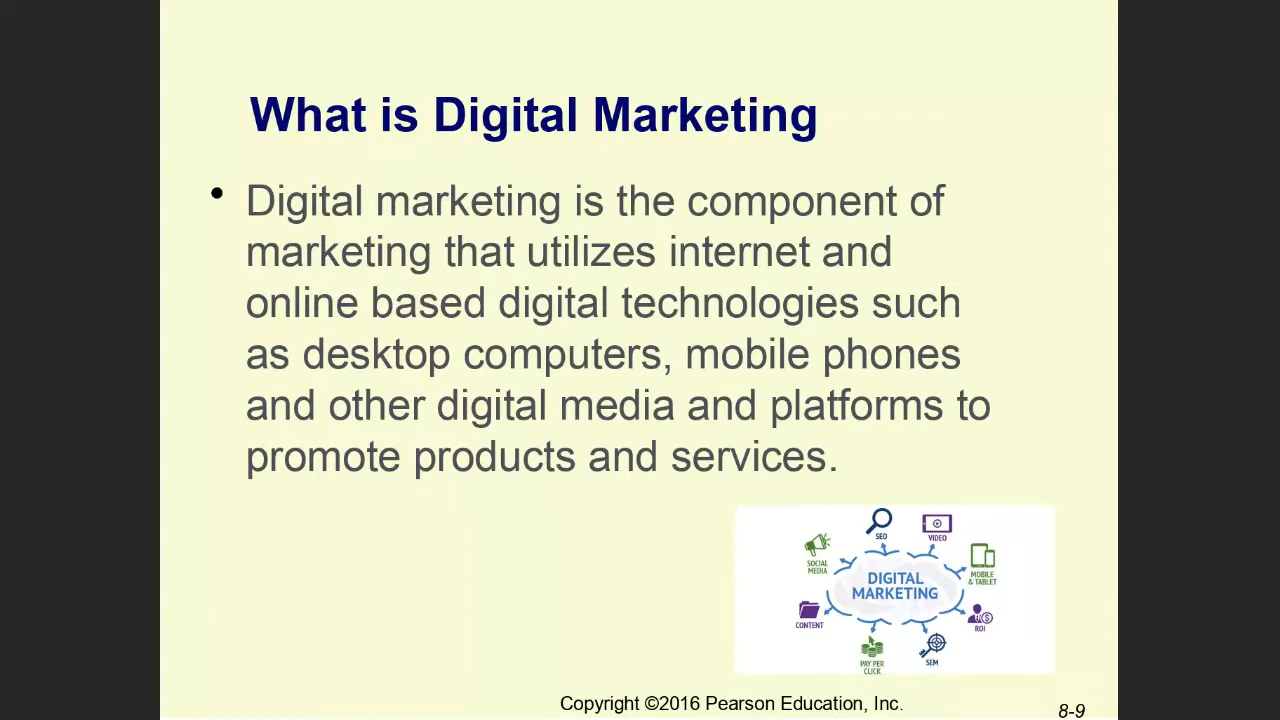 What is Digital Marketing
• Digital marketing is the component of
marketing that utilizes internet and
online based digital technologies such
as desktop computers, mobile phones
and other digital media and platforms to
promote products and services.
SEO
VIDEO
SOCIAL
MEDIA
MOBILE
& TABLET
DIGITAL
MARKETING
CONTENT
ROI
PAY PER
CLICK
SEM
Copyright ©2016 Pearson Education, Inc.
8-9